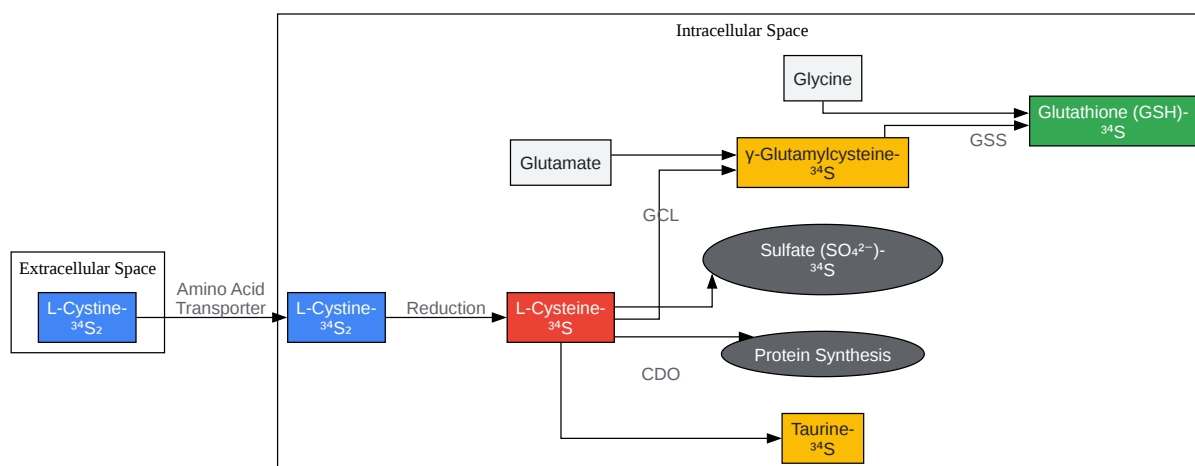 Intracellular Space
Glycine
Glutathione (GSH)-
³⁴S
GSS
γ-Glutamylcysteine-
³⁴S
Glutamate
GCL
Sulfate (SO₄²⁻)-
³⁴S
Extracellular Space
L-Cystine-
³⁴S₂
Amino Acid
Transporter
L-Cystine-
³⁴S₂
Reduction
L-Cysteine-
³⁴S
Protein Synthesis
CDO
Taurine-
³⁴S